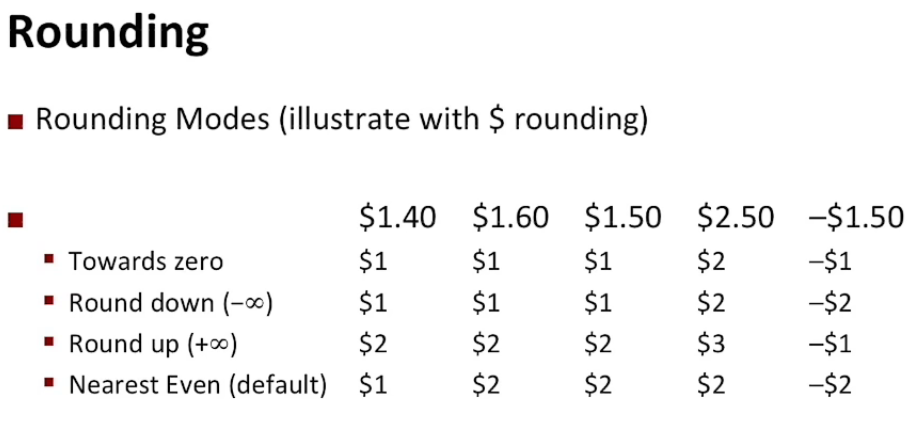 Rounding
Rounding Modes (illustrate with $ rounding)
$1.40 $1.60 $1.50 $2.50 –$1.50
Towards zero $1 $1 $1 $2 –$1
Round down (−∞) $1 $1 $1 $2 –$2
Round up (+∞) $2 $2 $2 $3 –$1
Nearest Even (default) $1 $2 $2 $2 –$2